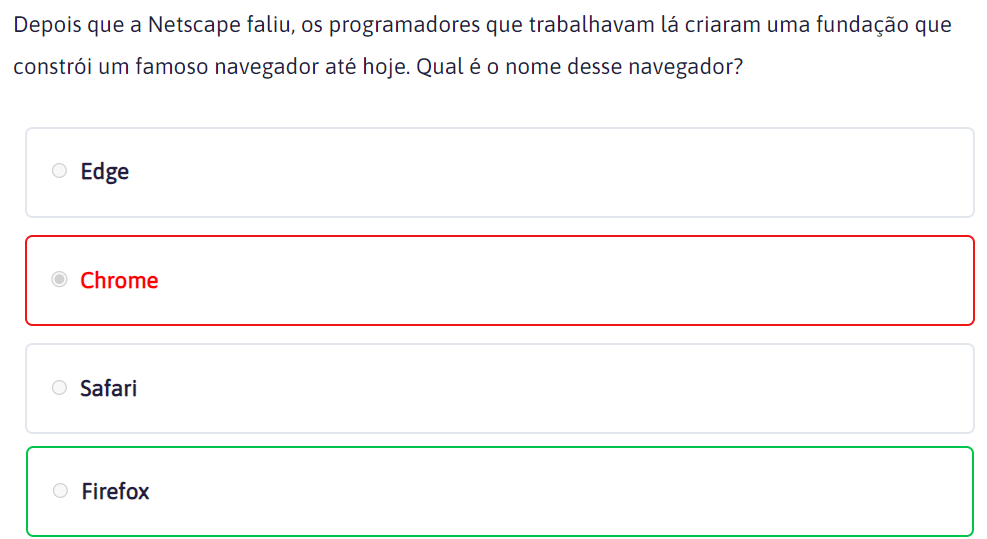 Depois que a Netscape faliu, os programadores que trabalhavam lá criaram uma fundação que
constrói um famoso navegador até hoje. Qual é o nome desse navegador?
Edge
Chrome
Safari
Firefox